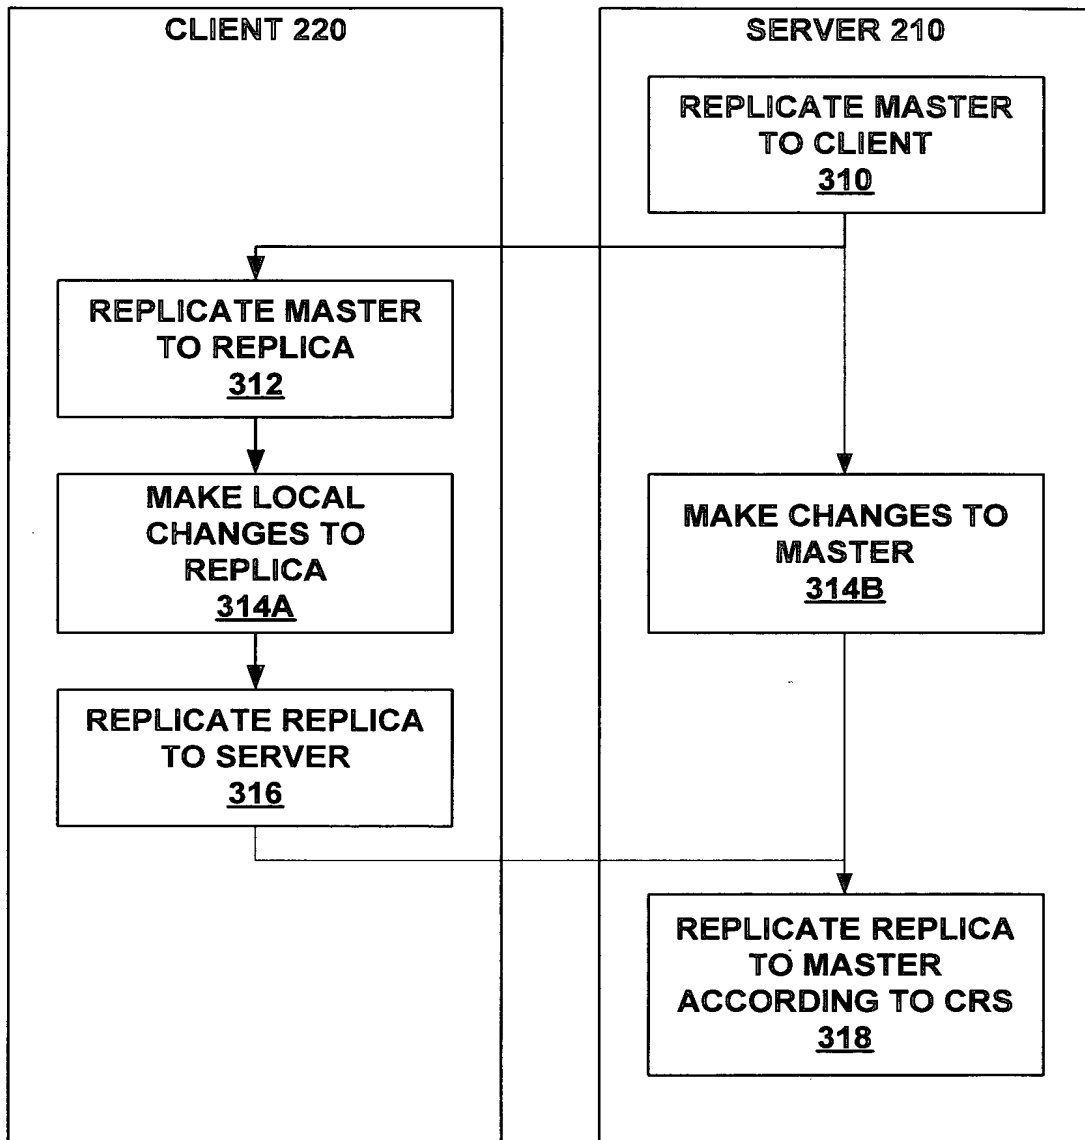 CLIENT 220
SERVER 210
REPLICATE MASTER
TO CLIENT
310
REPLICATE MASTER
TO REPLICA
312
MAKE LOCAL
CHANGES TO
REPLICA
314A
MAKE CHANGES TO
MASTER
314B
REPLICATE REPLICA
TO SERVER
316
REPLICATE REPLICA
TO MASTER
ACCORDING TO CRS
318